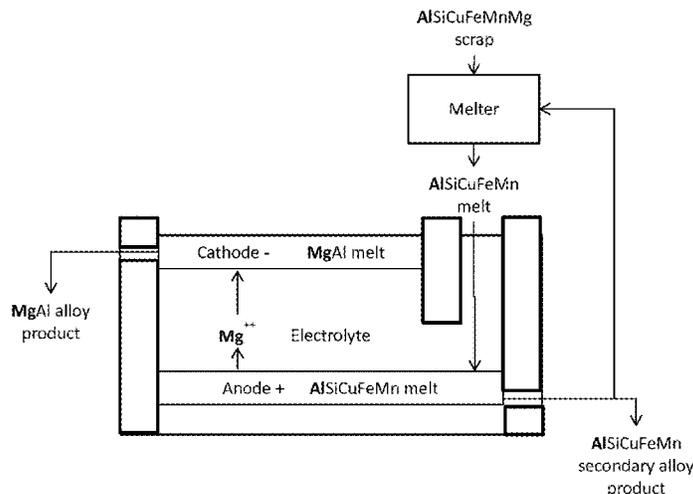 AlSiCuFeMnMg
scrap
Melter
AlSiCuFeMn
melt
Cathode - MgAl melt
MgAl alloy
product
Mg++ Electrolyte
Anode + AlSiCuFeMn melt
AlSiCuFeMn
secondary alloy
product